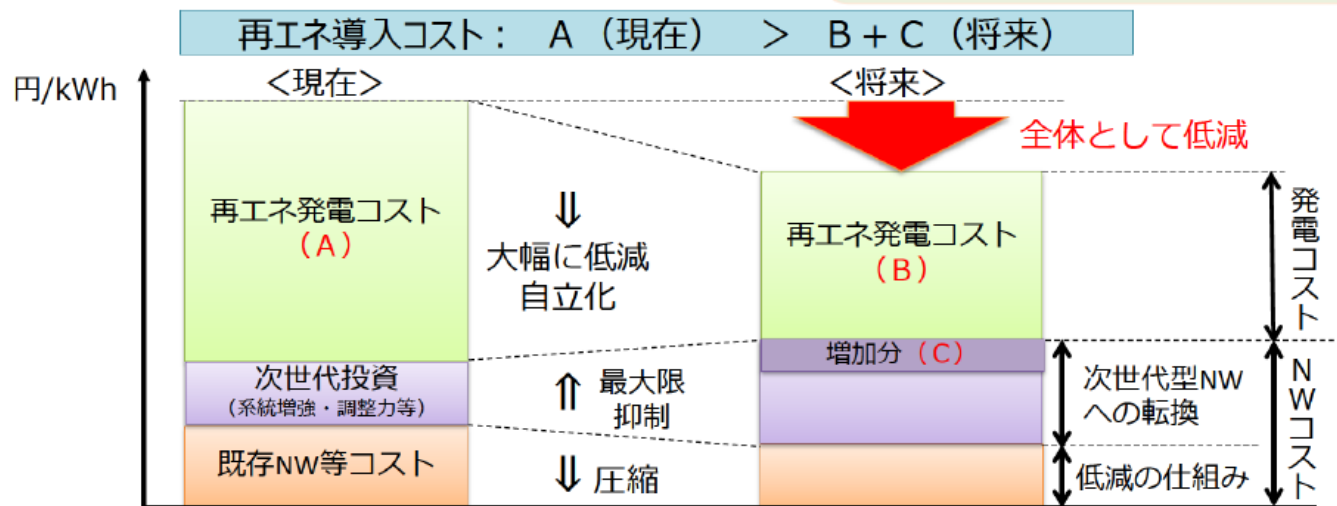 再エネ導入コスト： A（現在） ＞ B＋C（将来）
円/kWh
＜現在＞
＜将来＞
全体として低減
再エネ発電コスト
（A）
⇓
大幅に低減
自立化
再エネ発電コスト
（B）
発電コスト
増加分（C）
次世代投資
（系統増強・調整力等）
⇑ 最大限
抑制
次世代型NW
への転換
NWコスト
既存NW等コスト
⇓ 圧縮
低減の仕組み